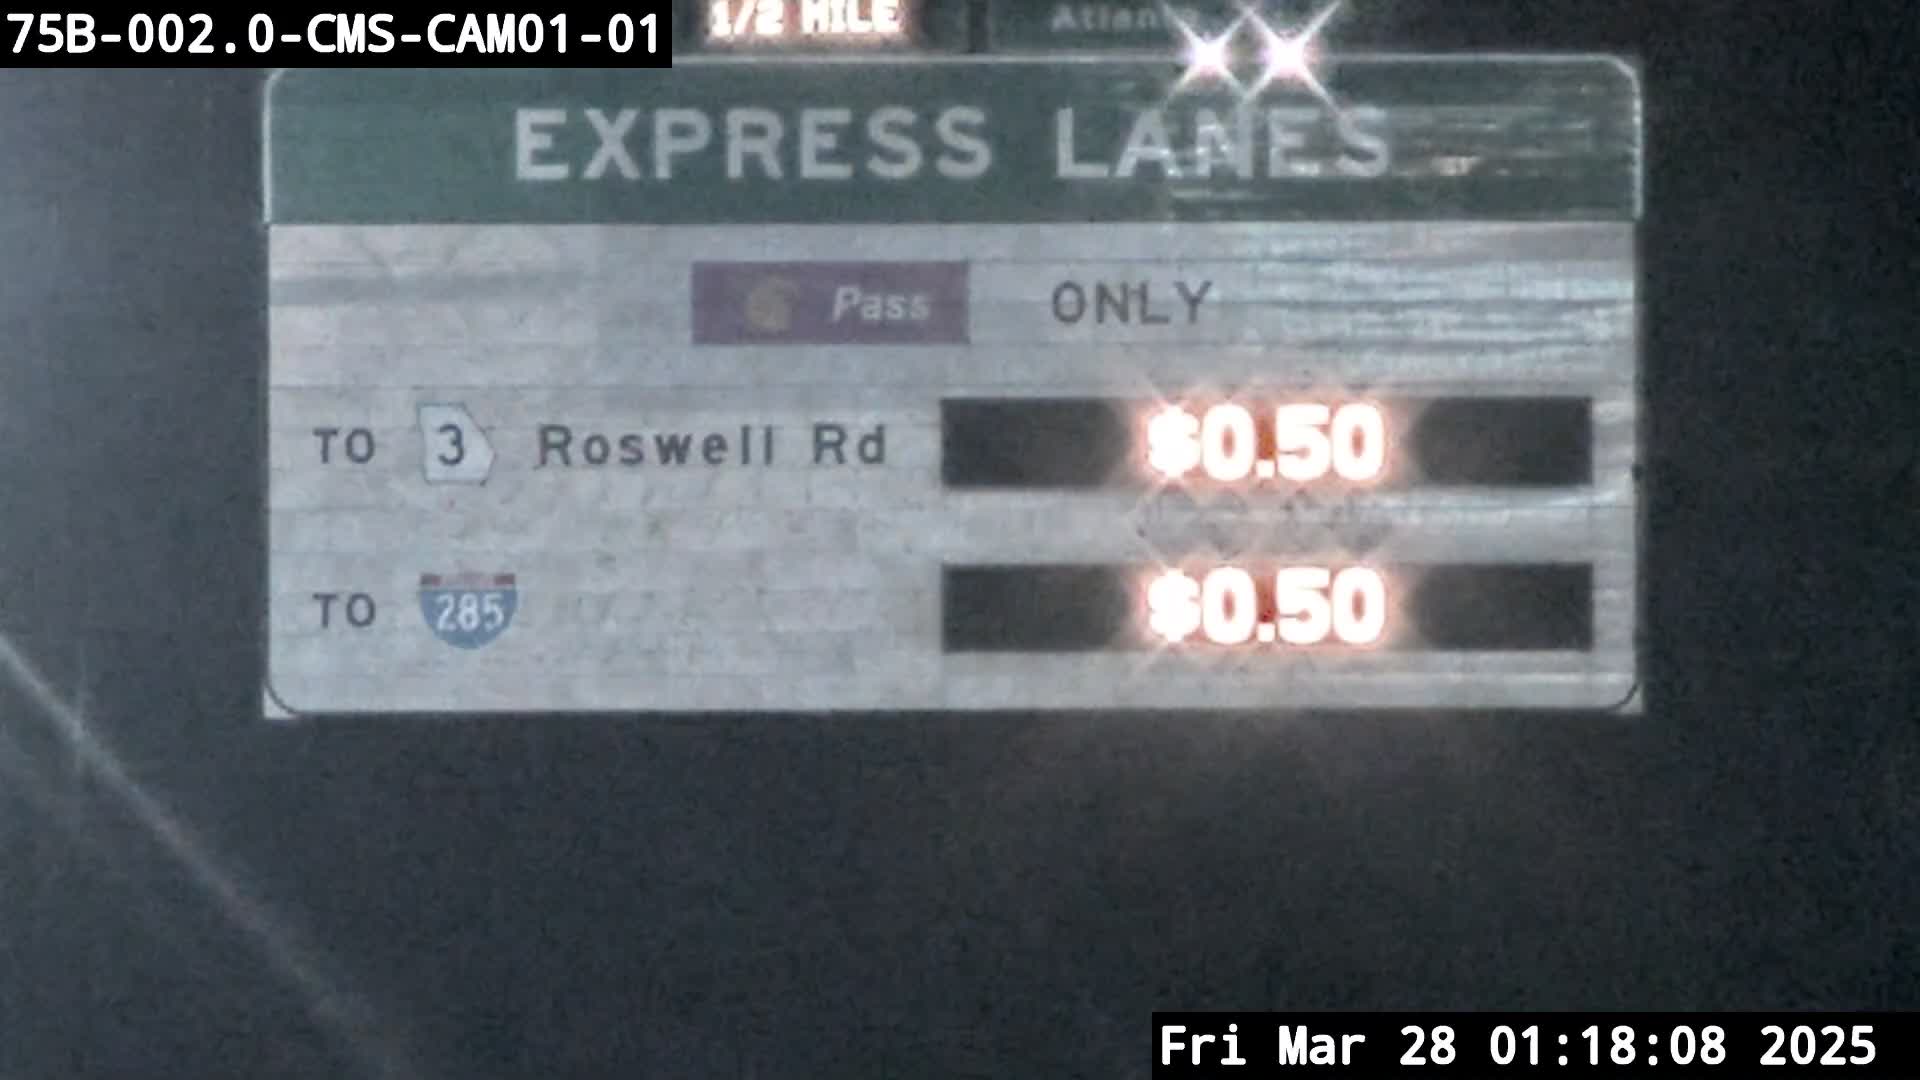 75B-002.0-CMS-CAM01-01
1/2 MILE
EXPRESS LANES
Pass ONLY
TO 3 Roswell Rd $0.50
TO 285 $0.50
Fri Mar 28 01:18:08 2025